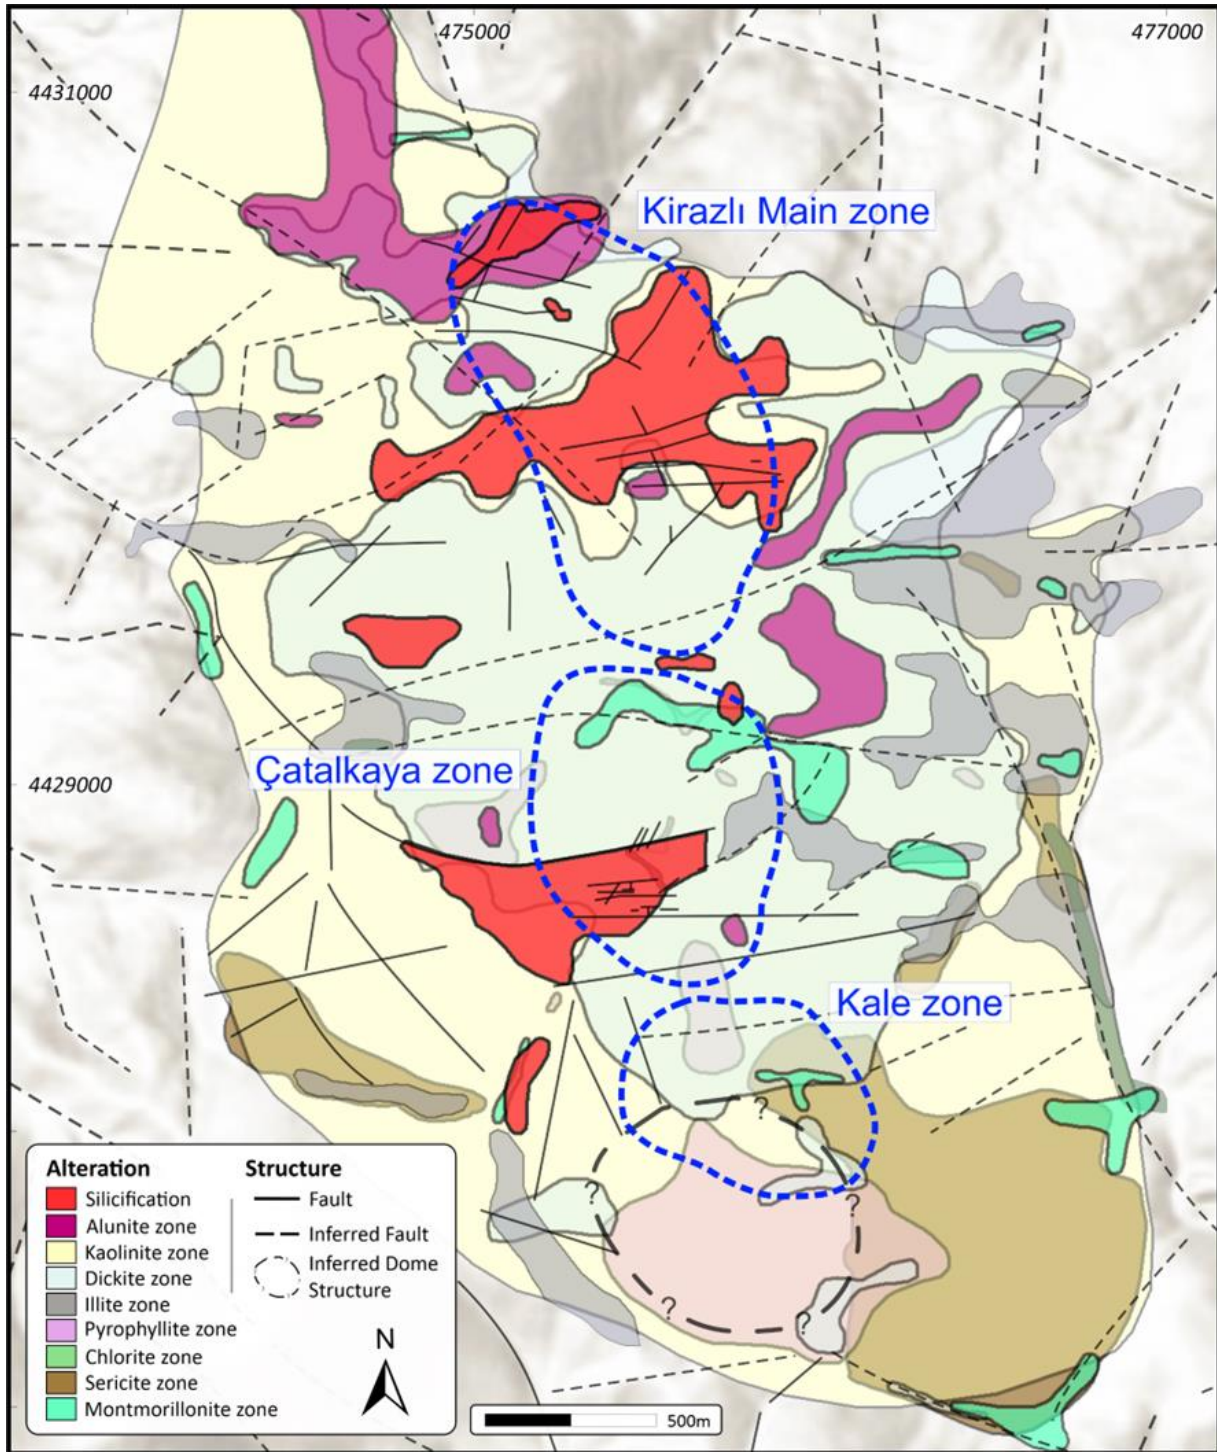 475000
477000
4431000
Kirazlı Main zone
Çatalkaya zone
4429000
Kale zone
?
?
?
?
?
Alteration
Silicification
Alunite zone
Kaolinite zone
Dickite zone
Illite zone
Pyrophyllite zone
Chlorite zone
Sericite zone
Montmorillonite zone
Structure
Fault
Inferred Fault
Inferred Dome
Structure
N
500m